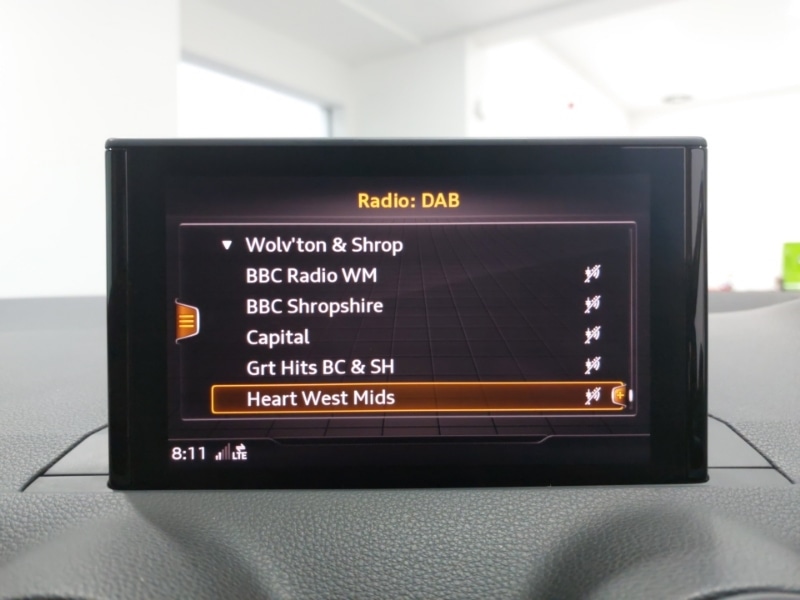 Radio: DAB
Wolv'ton & Shrop
BBC Radio WM
BBC Shropshire
Capital
Grt Hits BC & SH
Heart West Mids
8:11 LTE